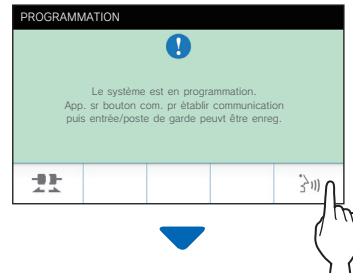 PROGRAMMATION
Le système est en programmation.
App. sr bouton com. pr ètablir communication
puis entrée/poste de garde peuvt être enreg.